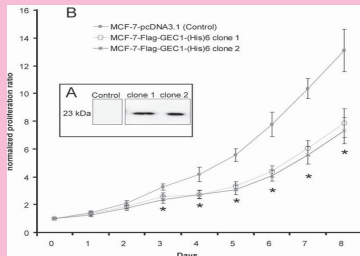 B
MCF-7-pcDNA3.1 (Control)
MCF-7-Flag-GEC1-(His)6 clone 1
MCF-7-Flag-GEC1-(His)6 clone 2
A
Control clone 1 clone 2
23 kDa
normalized proliferation ratio
16
14
12
10
8
6
4
2
0
* * * * * *
0 1 2 3 4 5 6 7 8
Days